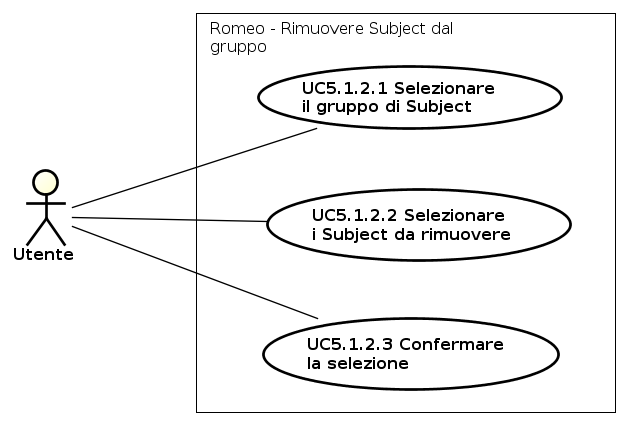 Romeo - Rimuovere Subject dal
gruppo
UC5.1.2.1 Selezionare
il gruppo di Subject
UC5.1.2.2 Selezionare
i Subject da rimuovere
Utente
UC5.1.2.3 Confermare
la selezione